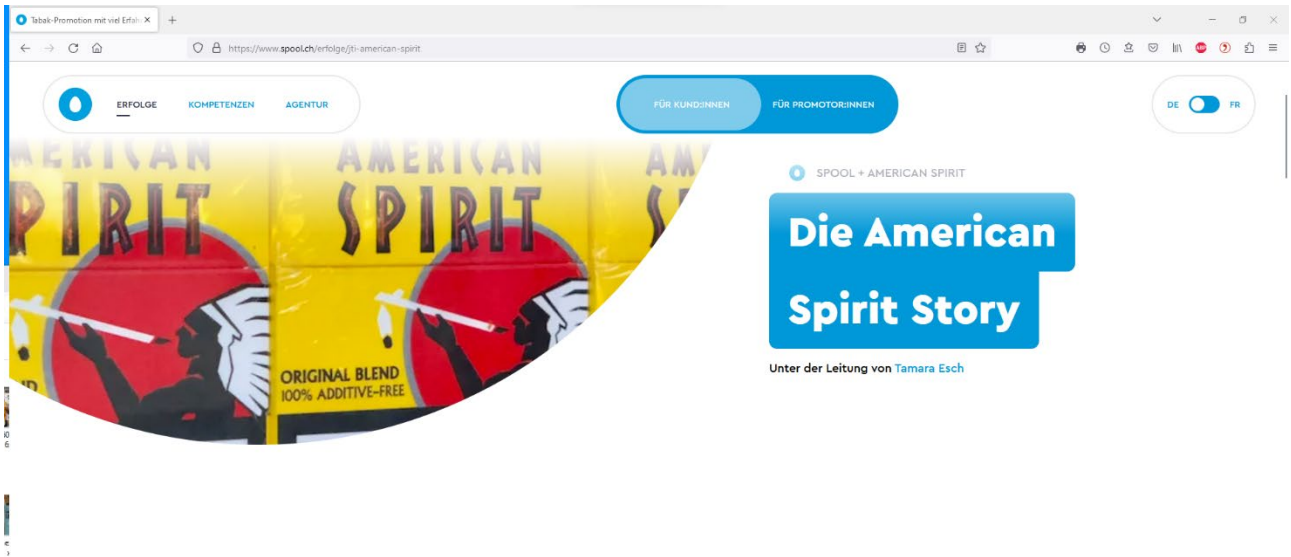 Tabak-Promotion mit viel Erfah
https://www.spool.ch/erfolge/jti-american-spirit
ERFOLGE KOMPETENZEN AGENTUR
FÜR KUND:INNEN FÜR PROMOTOR:INNEN
DE FR
AMERICAN AMERICAN AM
SPIRIT SPIRIT
ORIGINAL BLEND
100% ADDITIVE-FREE
SPOOL + AMERICAN SPIRIT
Die American
Spirit Story
Unter der Leitung von Tamara Esch